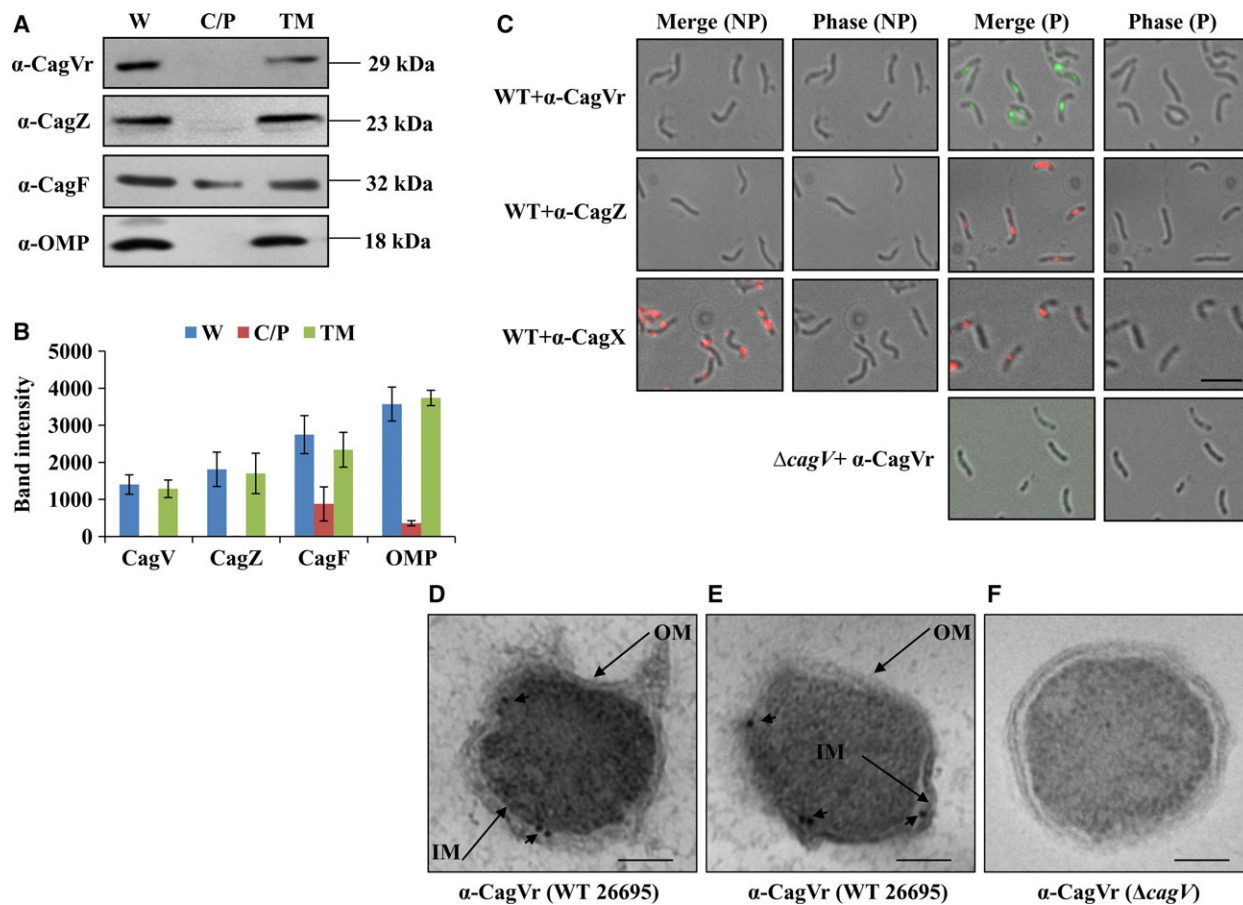 A
W C/P TM
α-CagVr
29 kDa
α-CagZ
23 kDa
α-CagF
32 kDa
α-OMP
18 kDa
B
W C/P TM
Band intensity
5000
4000
3000
2000
1000
0
CagV CagZ CagF OMP
C
Merge (NP) Phase (NP) Merge (P) Phase (P)
WT+α-CagVr
WT+α-CagZ
WT+α-CagX
ΔcagV+ α-CagVr
D
OM
IM
α-CagVr (WT 26695)
E
OM
IM
α-CagVr (WT 26695)
F
α-CagVr (ΔcagV)